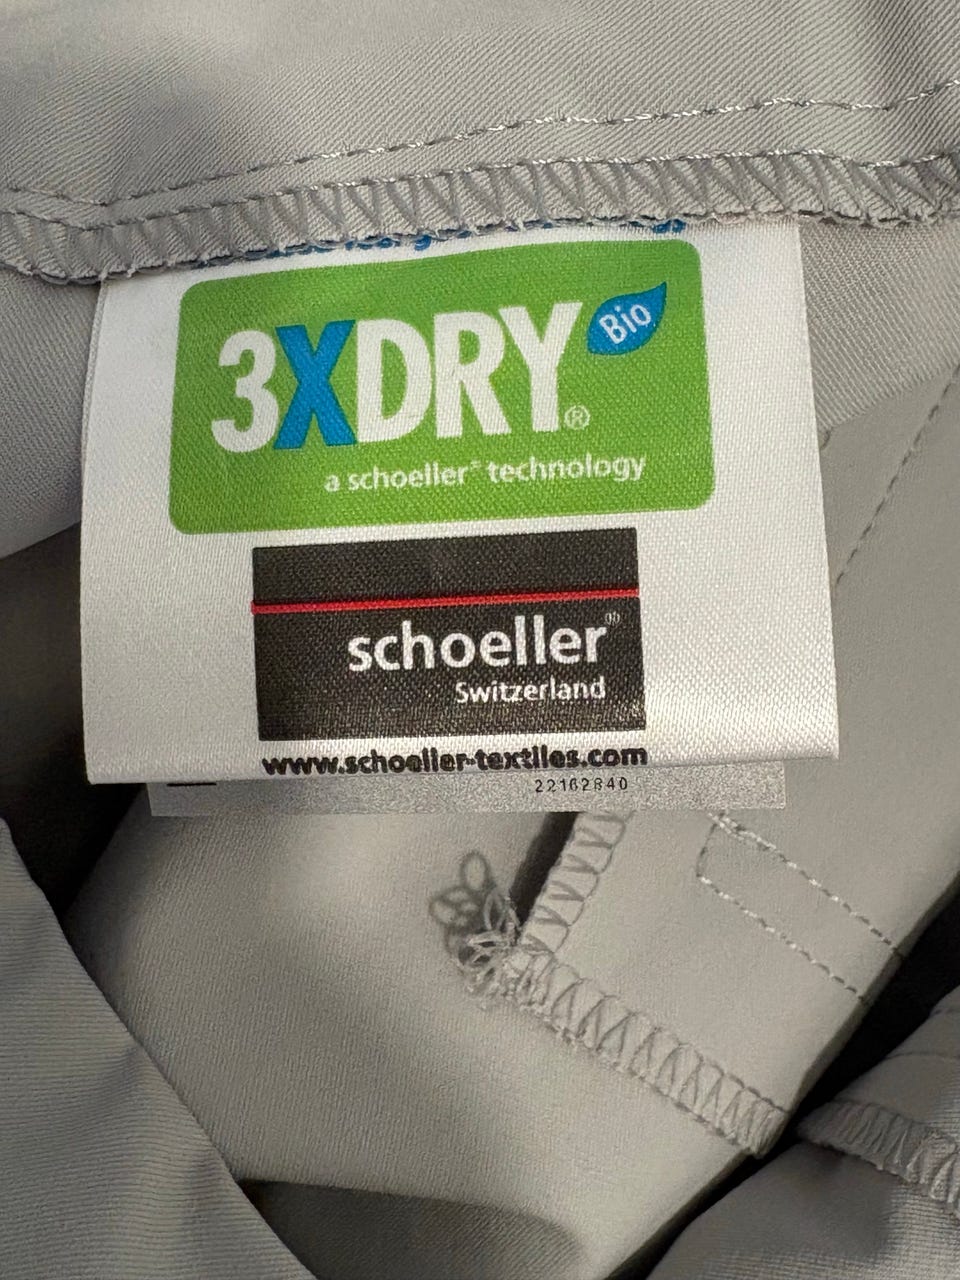 3XDRY® Bio
a schoeller® technology
schoeller®
Switzerland
www.schoeller-textiles.com
22162840